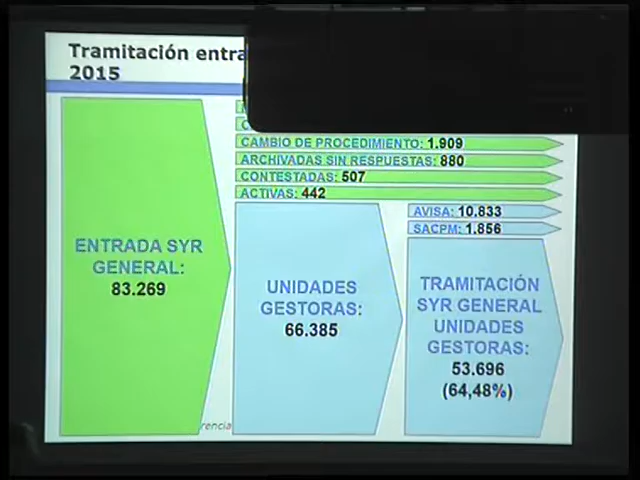 Tramitación
2015
CAMBIO DE PROCEDIMIENTO: 1.909
ARCHIVADAS SIN RESPUESTAS: 880
CONTESTADAS: 507
ACTIVAS: 442
ENTRADA SYR
GENERAL:
83.269
UNIDADES
GESTORAS:
66.385
AVISA: 10.833
SACPM: 1.856
TRAMITACIÓN
SYR GENERAL
UNIDADES
GESTORAS:
53.696
(64,48%)